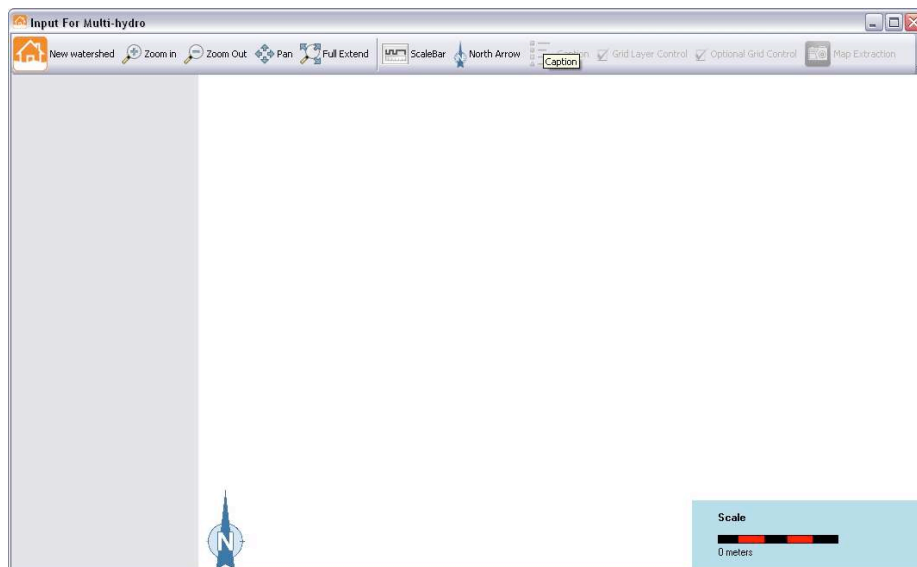 Input For Multi-hydro
New watershed Zoom in Zoom Out Pan Full Extend ScaleBar North Arrow Caption Grid Layer Control Optional Grid Control Map Extraction
Caption
N
Scale
0 meters